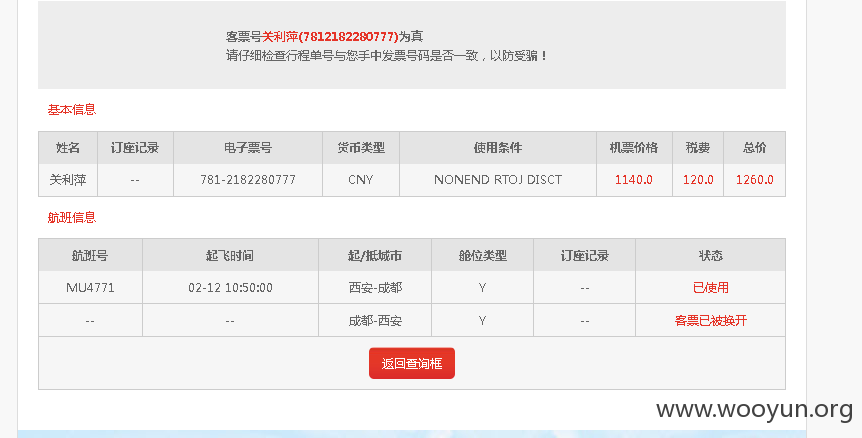 客票号关利萍(7812182280777)为真
请仔细检查行程单号与您手中发票号码是否一致，以防受骗！
基本信息
姓名 订座记录 电子票号 货币类型 使用条件 机票价格 税费 总价
关利萍 -- 781-2182280777 CNY NONEND RTOJ DISCT 1140.0 120.0 1260.0
航班信息
航班号 起飞时间 起/抵城市 舱位类型 订座记录 状态
MU4771 02-12 10:50:00 西安-成都 Y -- 已使用
-- -- 成都-西安 Y -- 客票已被换开
返回查询框
www.wooyun.org